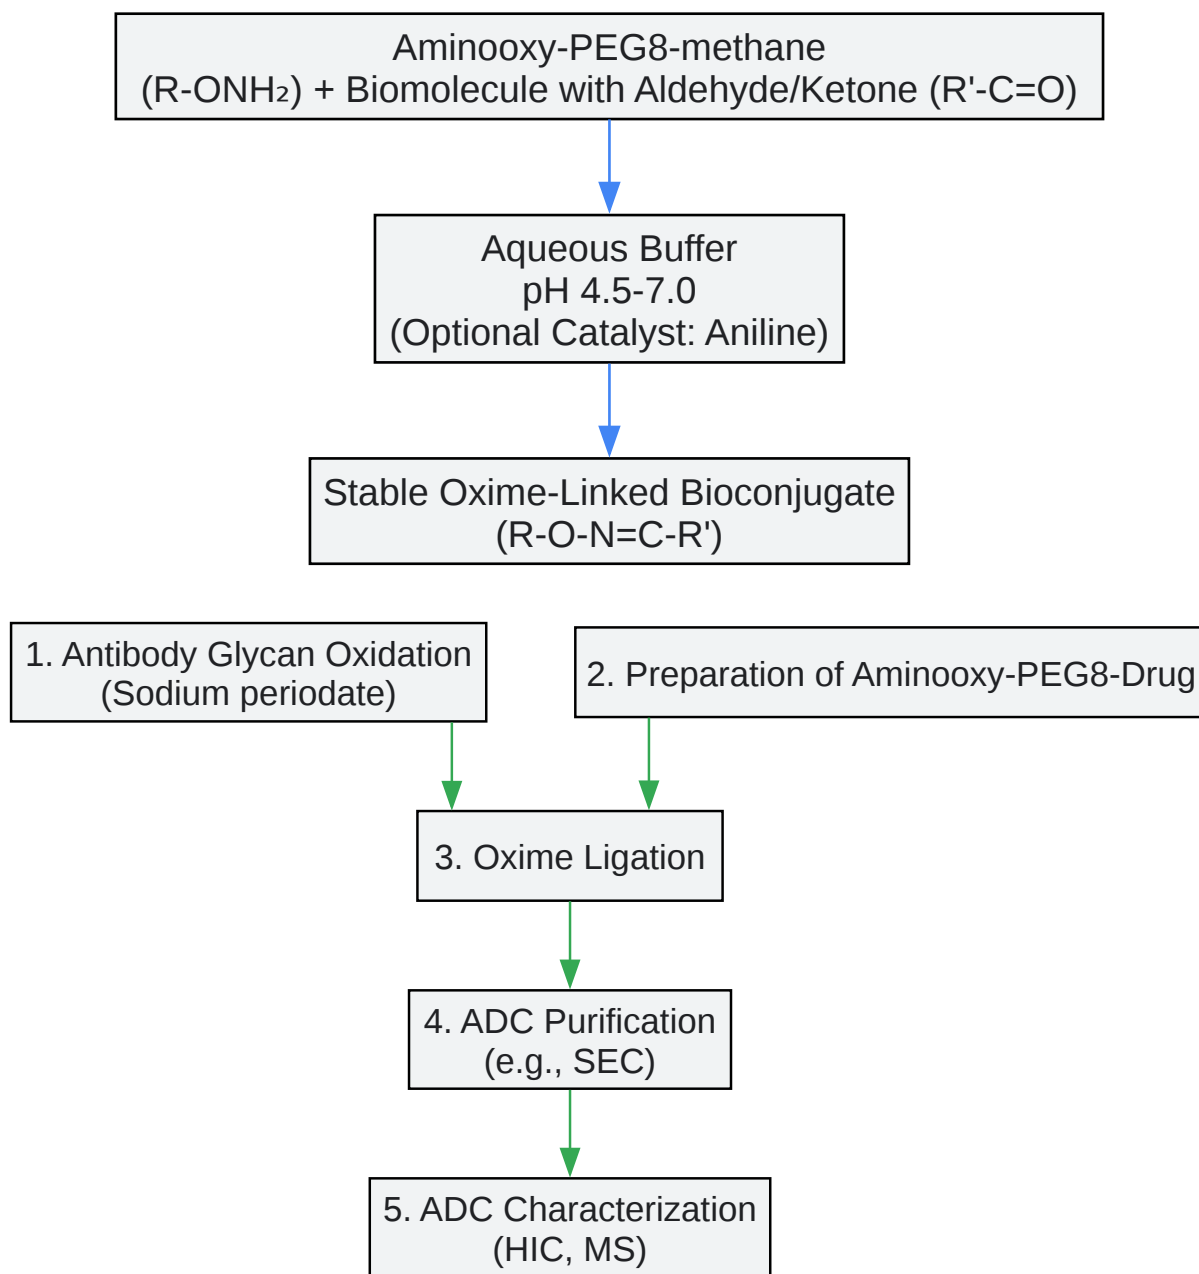 Aminooxy-PEG8-methane
(R-ONH₂) + Biomolecule with Aldehyde/Ketone (R'-C=O)
Aqueous Buffer
pH 4.5-7.0
(Optional Catalyst: Aniline)
Stable Oxime-Linked Bioconjugate
(R-O-N=C-R')
1. Antibody Glycan Oxidation
(Sodium periodate)
2. Preparation of Aminooxy-PEG8-Drug
3. Oxime Ligation
4. ADC Purification
(e.g., SEC)
5. ADC Characterization
(HIC, MS)